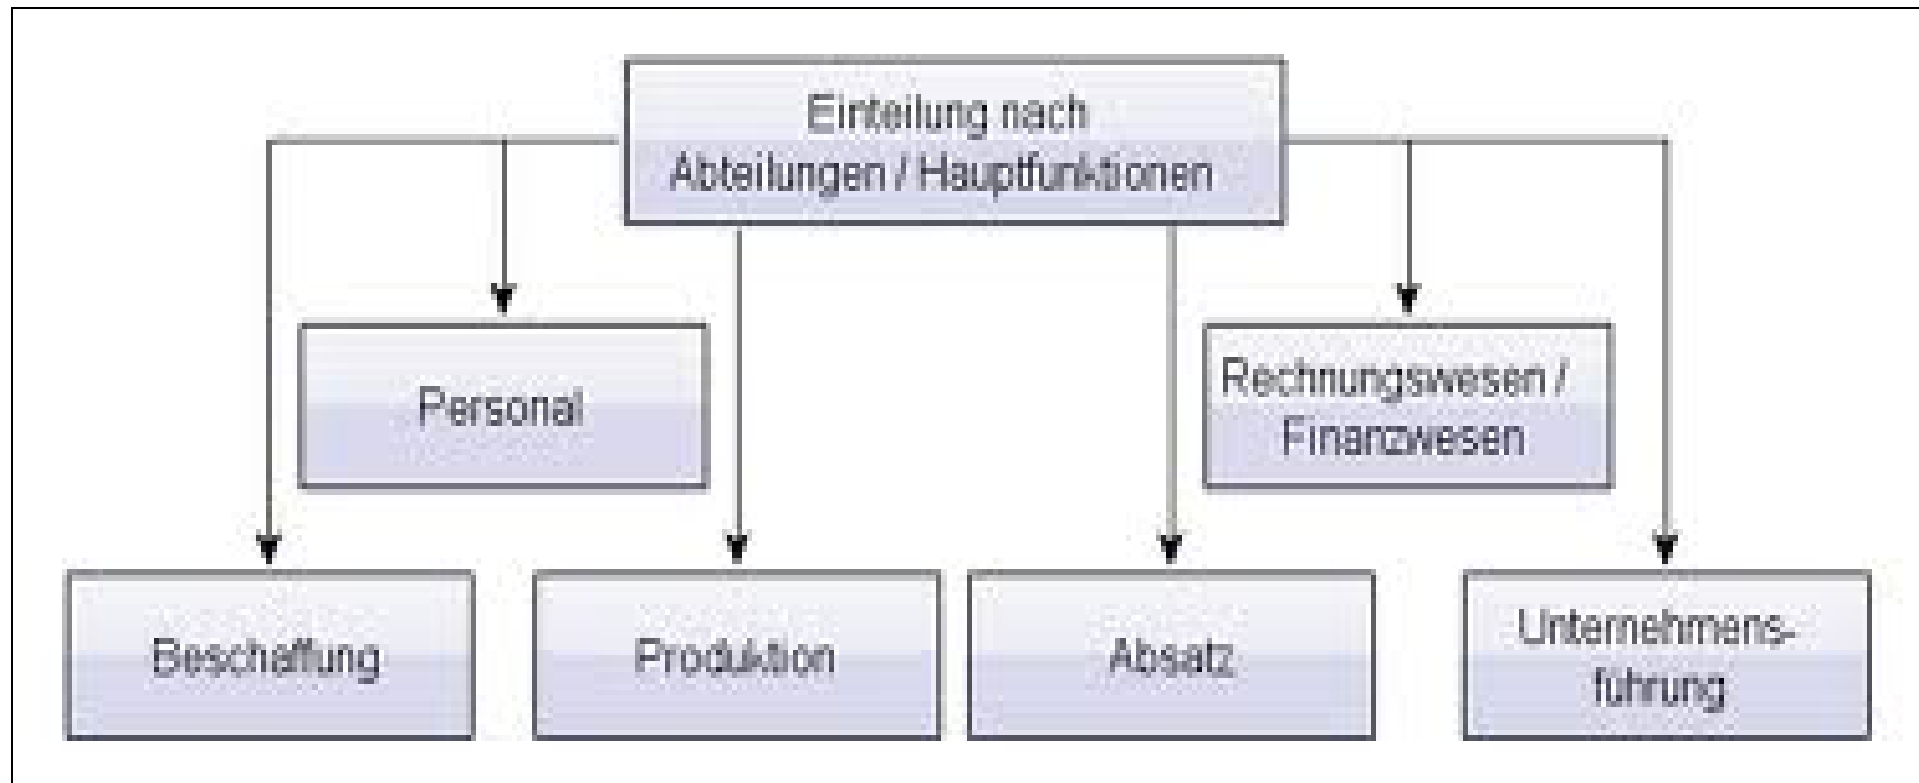 Einteilung nach
Abteilungen / Hauptfunktionen
Personal
Rechnungswesen /
Finanzwesen
Beschaffung
Produktion
Absatz
Unternehmens-
führung